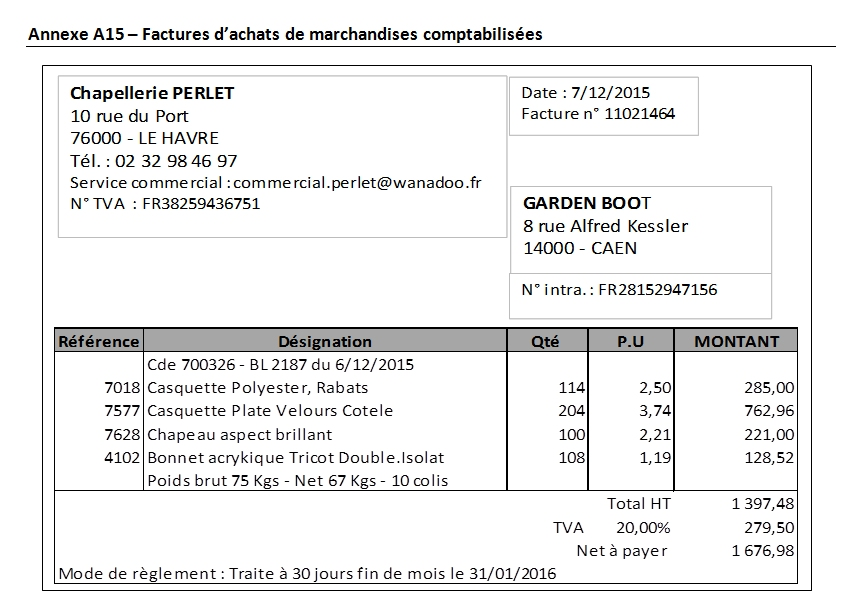 Annexe A15 – Factures d'achats de marchandises comptabilisées
Chapellerie PERLET
10 rue du Port
76000 - LE HAVRE
Tél. : 02 32 98 46 97
Service commercial : commercial.perlet@wanadoo.fr
N° TVA : FR38259436751
Date : 7/12/2015
Facture n° 11021464
GARDEN BOOT
8 rue Alfred Kessler
14000 - CAEN
N° intra. : FR28152947156
Référence Désignation Qté P.U MONTANT
Cde 700326 - BL 2187 du 6/12/2015
7018 Casquette Polyester, Rabats 114 2,50 285,00
7577 Casquette Plate Velours Cotele 204 3,74 762,96
7628 Chapeau aspect brillant 100 2,21 221,00
4102 Bonnet acrykique Tricot Double.Isolat 108 1,19 128,52
Poids brut 75 Kgs - Net 67 Kgs - 10 colis
Total HT 1 397,48
TVA 20,00% 279,50
Net à payer 1 676,98
Mode de règlement : Traite à 30 jours fin de mois le 31/01/2016